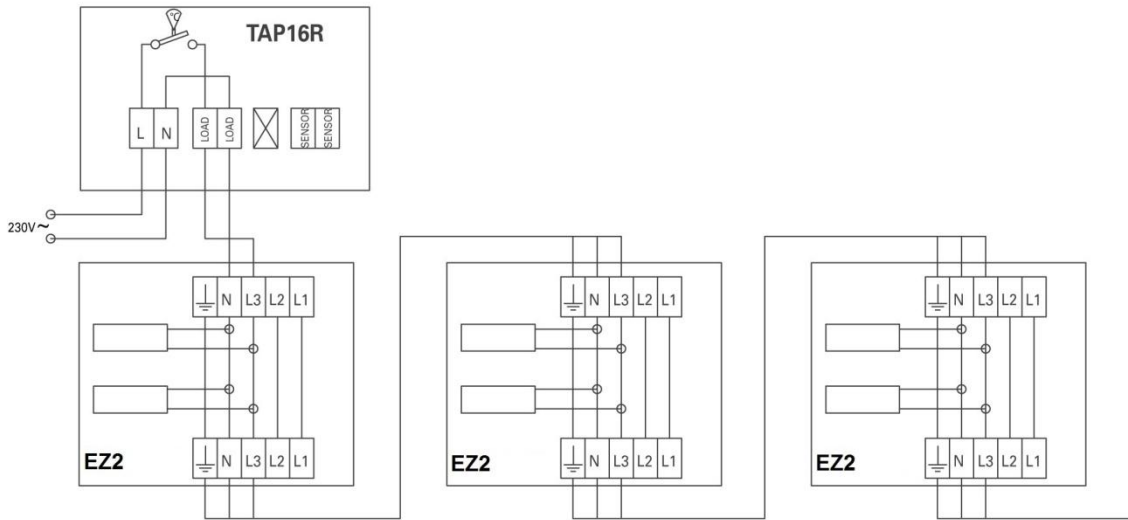 °C
TAP16R
L N LOAD LOAD SENSOR SENSOR
230V~
N L3 L2 L1
N L3 L2 L1
N L3 L2 L1
EZ2 N L3 L2 L1
EZ2 N L3 L2 L1
EZ2 N L3 L2 L1